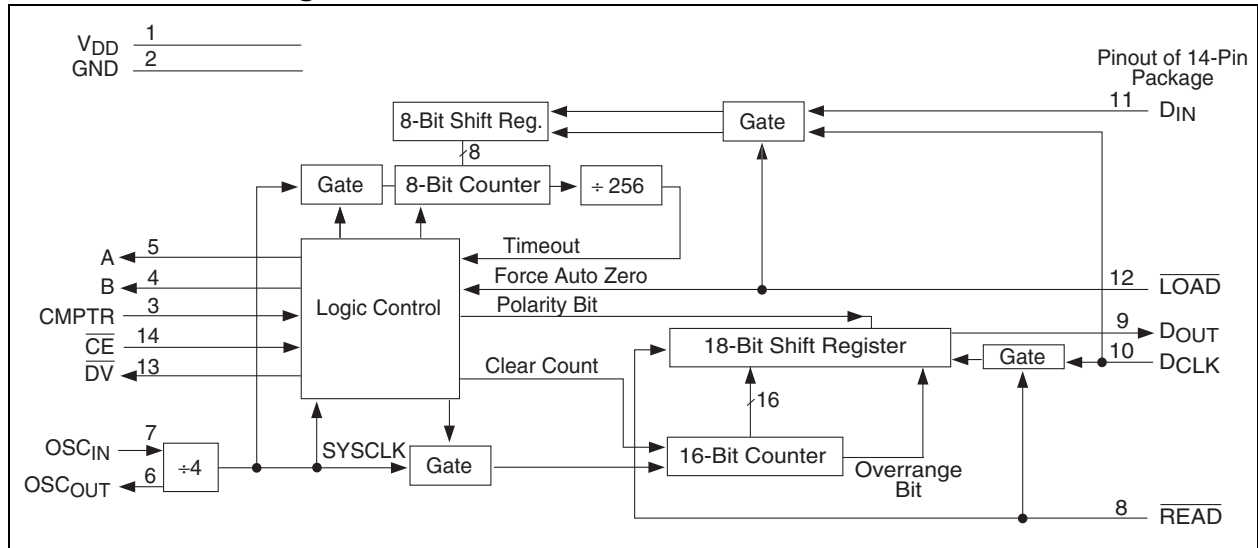 VDD 1
GND 2
Pinout of 14-Pin
Package
11 DIN
8-Bit Shift Reg.
Gate
8
Gate
8-Bit Counter
÷ 256
A 5
B 4
CMPTR 3
CE 14
DV 13
Logic Control
Timeout
Force Auto Zero
12 LOAD
Polarity Bit
18-Bit Shift Register
9 DOUT
Gate
10 DCLK
Clear Count
16
OSCIN 7
OSCOUT 6
÷4
SYSCLK
Gate
16-Bit Counter
Overrange
Bit
8 READ